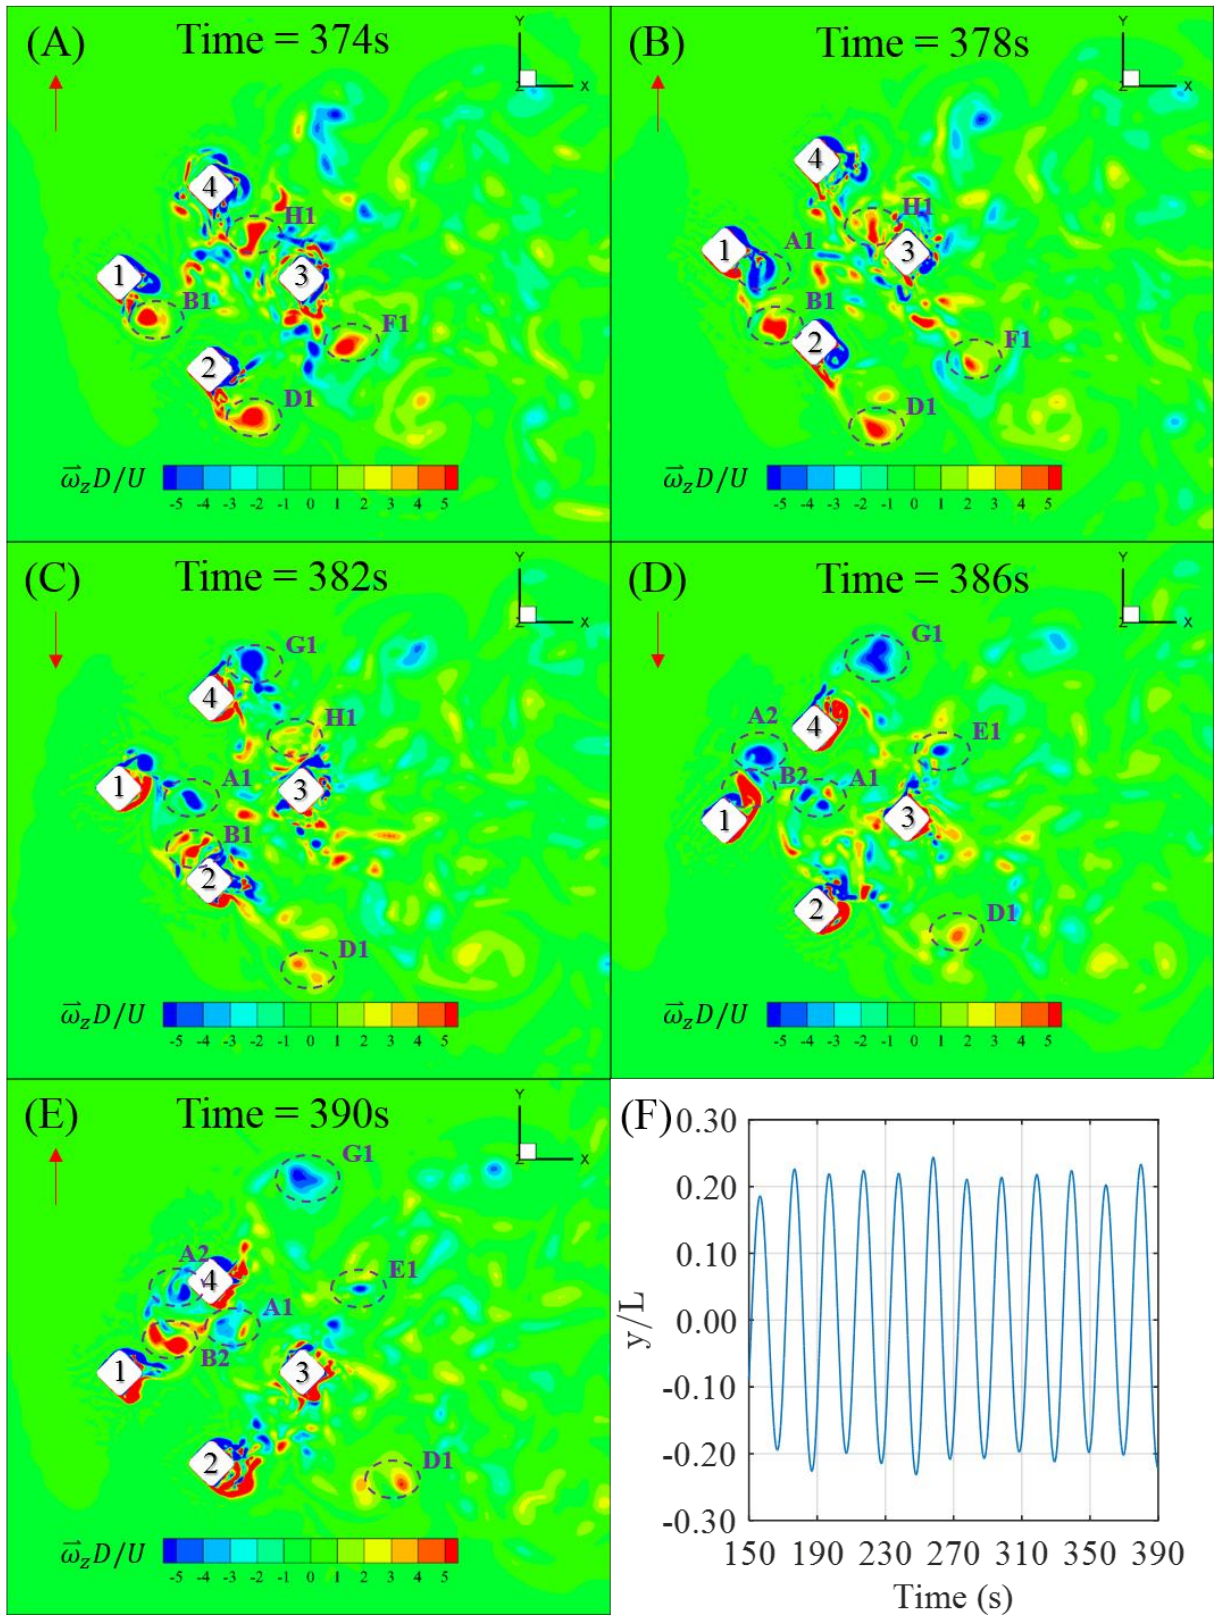 (A) Time = 374s
Y
Z X
4
H1
1
3
B1
F1
2
D1
ω⃗zD/U
-5 -4 -3 -2 -1 0 1 2 3 4 5
(B) Time = 378s
Y
Z X
4
H1
1
A1
3
B1
2
F1
D1
ω⃗zD/U
-5 -4 -3 -2 -1 0 1 2 3 4 5
(C) Time = 382s
Y
Z X
G1
4
H1
1
A1
3
B1
2
D1
ω⃗zD/U
-5 -4 -3 -2 -1 0 1 2 3 4 5
(D) Time = 386s
Y
Z X
G1
A2
4
E1
B2
A1
1
3
2
D1
ω⃗zD/U
-5 -4 -3 -2 -1 0 1 2 3 4 5
(E) Time = 390s
Y
Z X
G1
A2
4
E1
A1
B2
1
3
2
D1
ω⃗zD/U
-5 -4 -3 -2 -1 0 1 2 3 4 5
(F)
0.30
0.20
0.10
0.00
-0.10
-0.20
-0.30
y/L
150 190 230 270 310 350 390
Time (s)